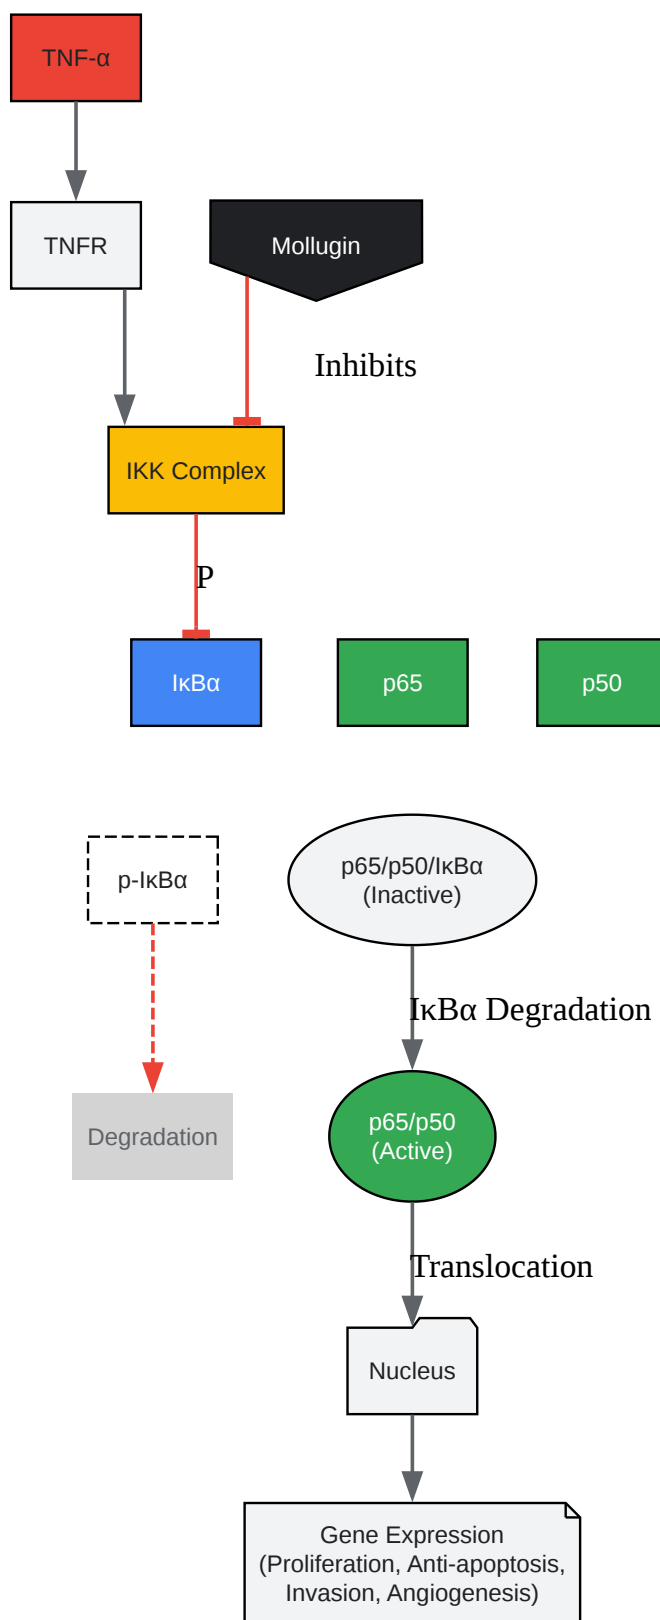 TNF-α
TNFR
Mollugin
Inhibits
IKK Complex
P
IκBα
p65
p50
p-IκBα
p65/p50/IκBα
(Inactive)
IκBα Degradation
Degradation
p65/p50
(Active)
Translocation
Nucleus
Gene Expression
(Proliferation, Anti-apoptosis,
Invasion, Angiogenesis)